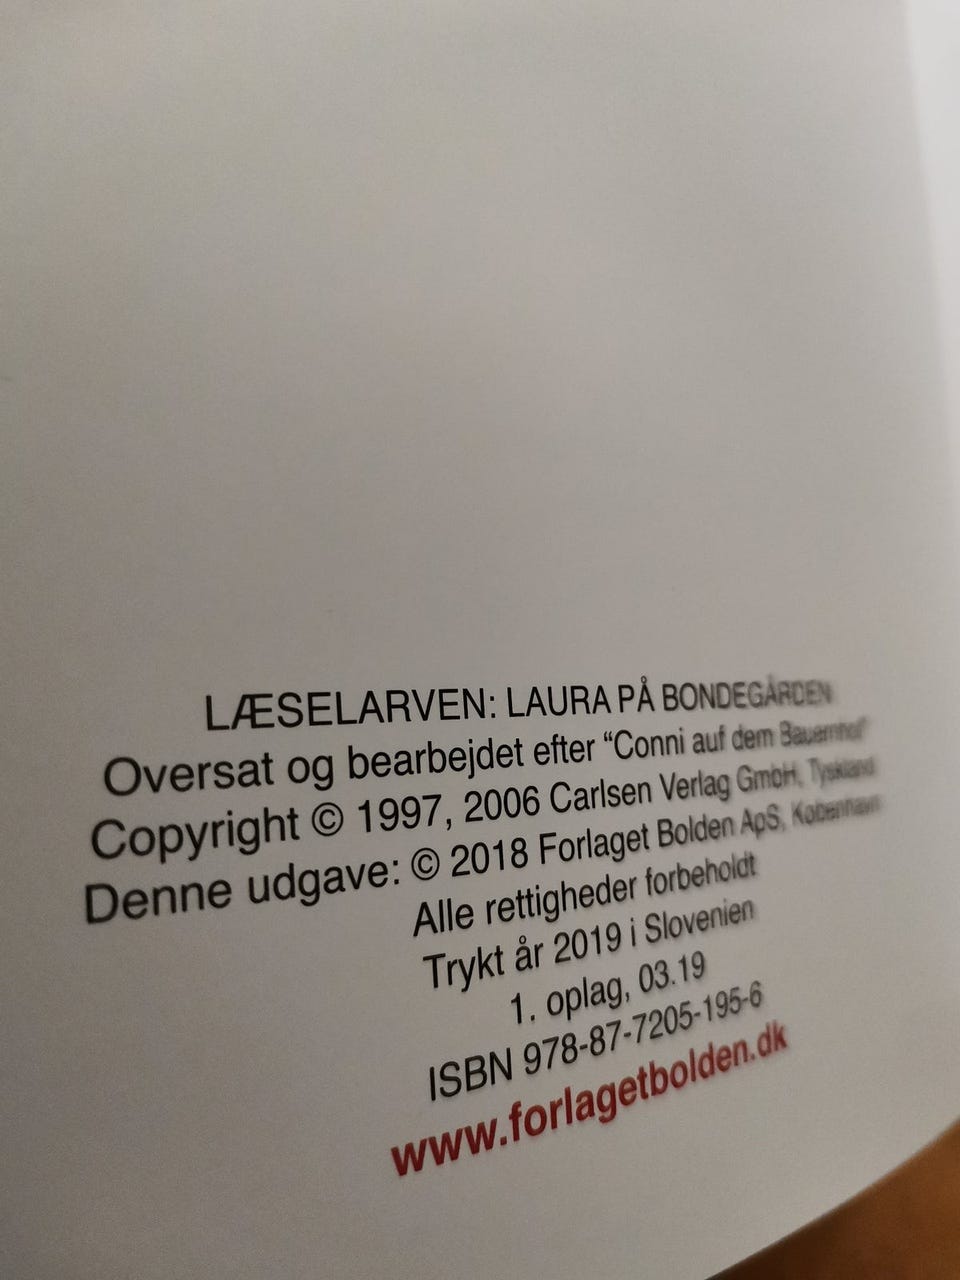 LÆSELARVEN: LAURA PÅ BONDEGÅRDEN
Oversat og bearbejdet efter “Conni auf dem Bauernhof”
Copyright © 1997, 2006 Carlsen Verlag GmbH, Tyskland
Denne udgave: © 2018 Forlaget Bolden ApS, København
Alle rettigheder forbeholdt
Trykt år 2019 i Slovenien
1. oplag, 03.19
ISBN 978-87-7205-195-6
www.forlagetbolden.dk